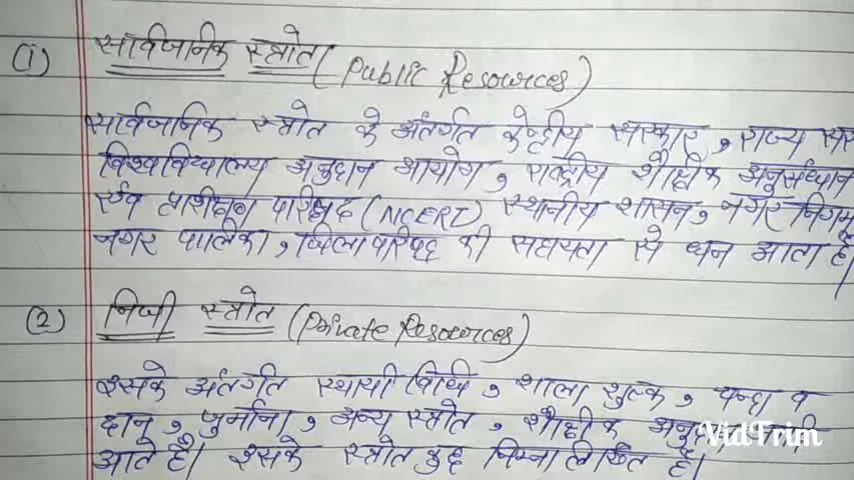 (1) सार्वजनिक स्त्रोत (Public Resources)
सार्वजनिक स्त्रोत के अंतर्गत केन्द्रीय सरकार, राज्य सर
विश्वविद्यालय अनुदान आयोग, राष्ट्रीय शैक्षिक अनुसंधान
एंव प्रशिक्षण परिषद (NCERT) स्थानीय शासन, नगर निगम,
नगर पालिका, जिला परिषद की सहायता से धन आता है।
(2) निजी स्त्रोत (Private Resources)
इसके अंतर्गत स्थायी निधि, शाला शुल्क, चन्दा व
दान, जुर्माना, अन्य स्त्रोत, शैक्षिक
आते है। इसके स्त्रोत कुछ निम्नलिखित है।
VidTrim